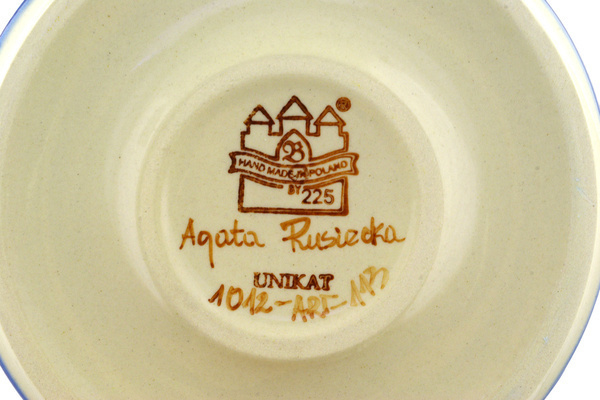 B
HAND MADE IN POLAND
BY 225
Agata Rusiecka
UNIKAT
1012-ART-